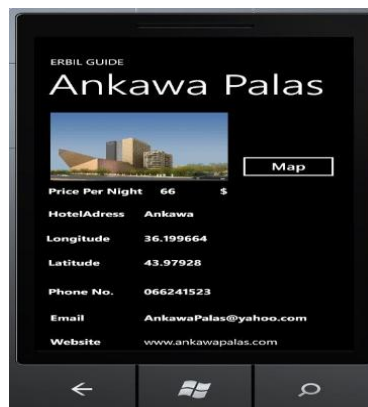 ERBIL GUIDE
Ankawa Palas
Map
Price Per Night 66 $
HotelAdress Ankawa
Longitude 36.199664
Latitude 43.97928
Phone No. 066241523
Email AnkawaPalas@yahoo.com
Website www.ankawapalas.com